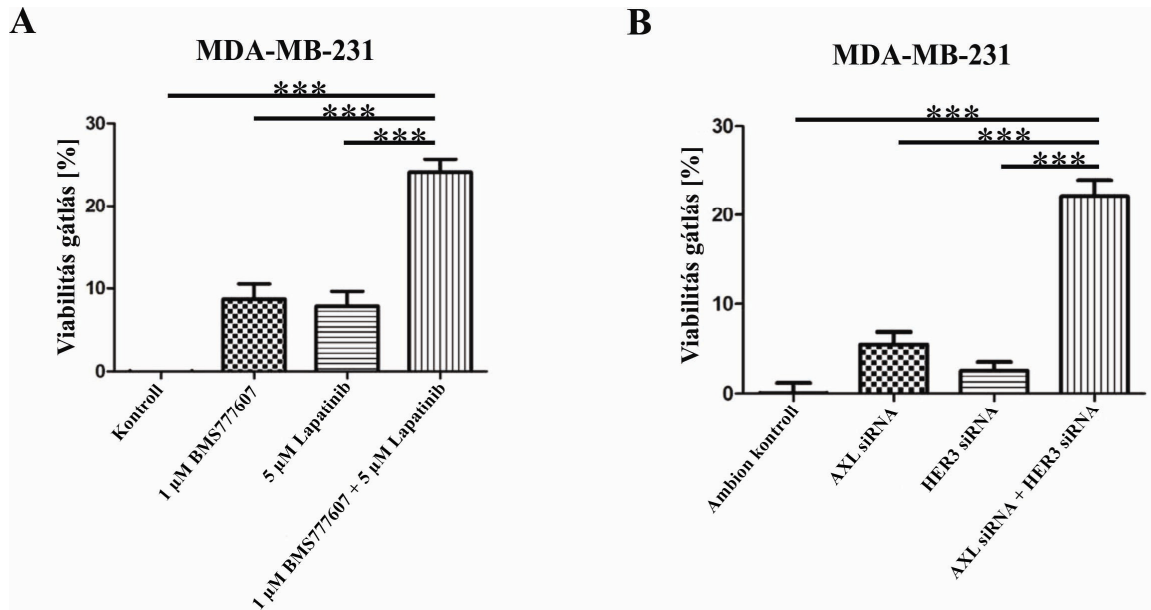 A
MDA-MB-231
***
***
***
Viabilitás gátlás [%]
30
20
10
0
Kontroll
1 µM BMS777607
5 µM Lapatinib
1 µM BMS777607 + 5 µM Lapatinib
B
MDA-MB-231
***
***
***
Viabilitás gátlás [%]
30
20
10
0
Ambion kontroll
AXL siRNA
HER3 siRNA
AXL siRNA + HER3 siRNA